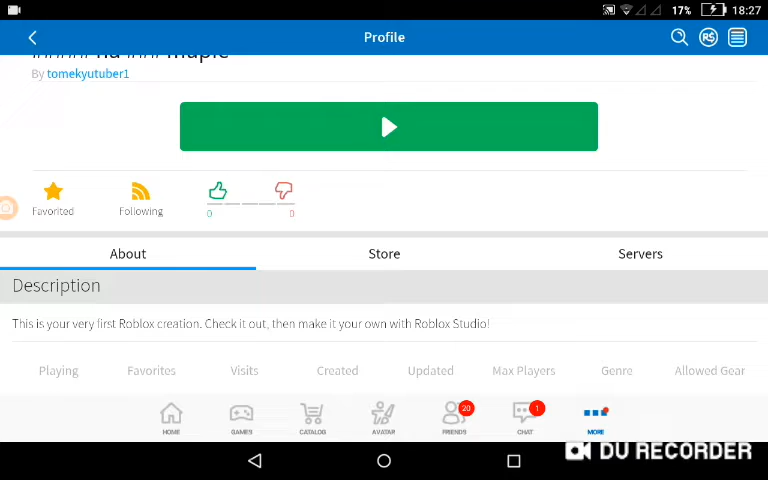 17% 18:27
Profile
By tomekyutuber1
Favorited Following 0 0
About Store Servers
Description
This is your very first Roblox creation. Check it out, then make it your own with Roblox Studio!
Playing Favorites Visits Created Updated Max Players Genre Allowed Gear
20 1
HOME GAMES CATALOG AVATAR FRIENDS CHAT MORE
DU RECORDER